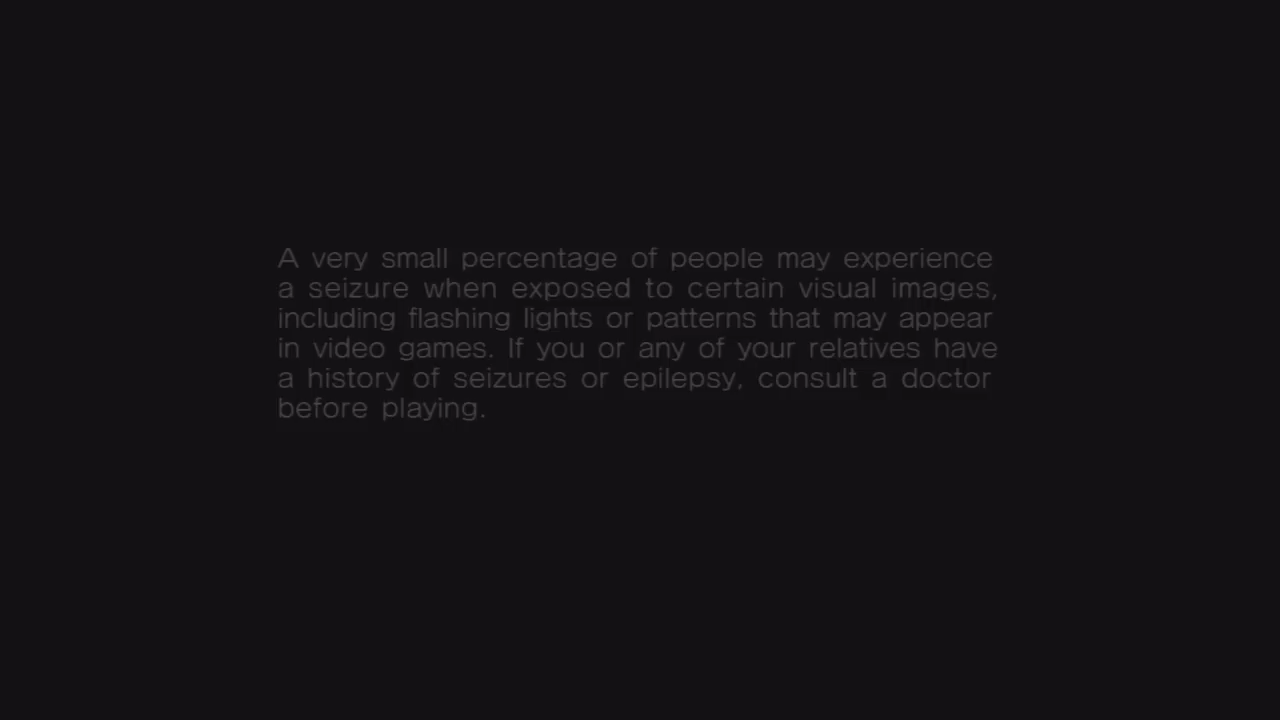 A very small percentage of people may experience
a seizure when exposed to certain visual images,
including flashing lights or patterns that may appear
in video games. If you or any of your relatives have
a history of seizures or epilepsy, consult a doctor
before playing.